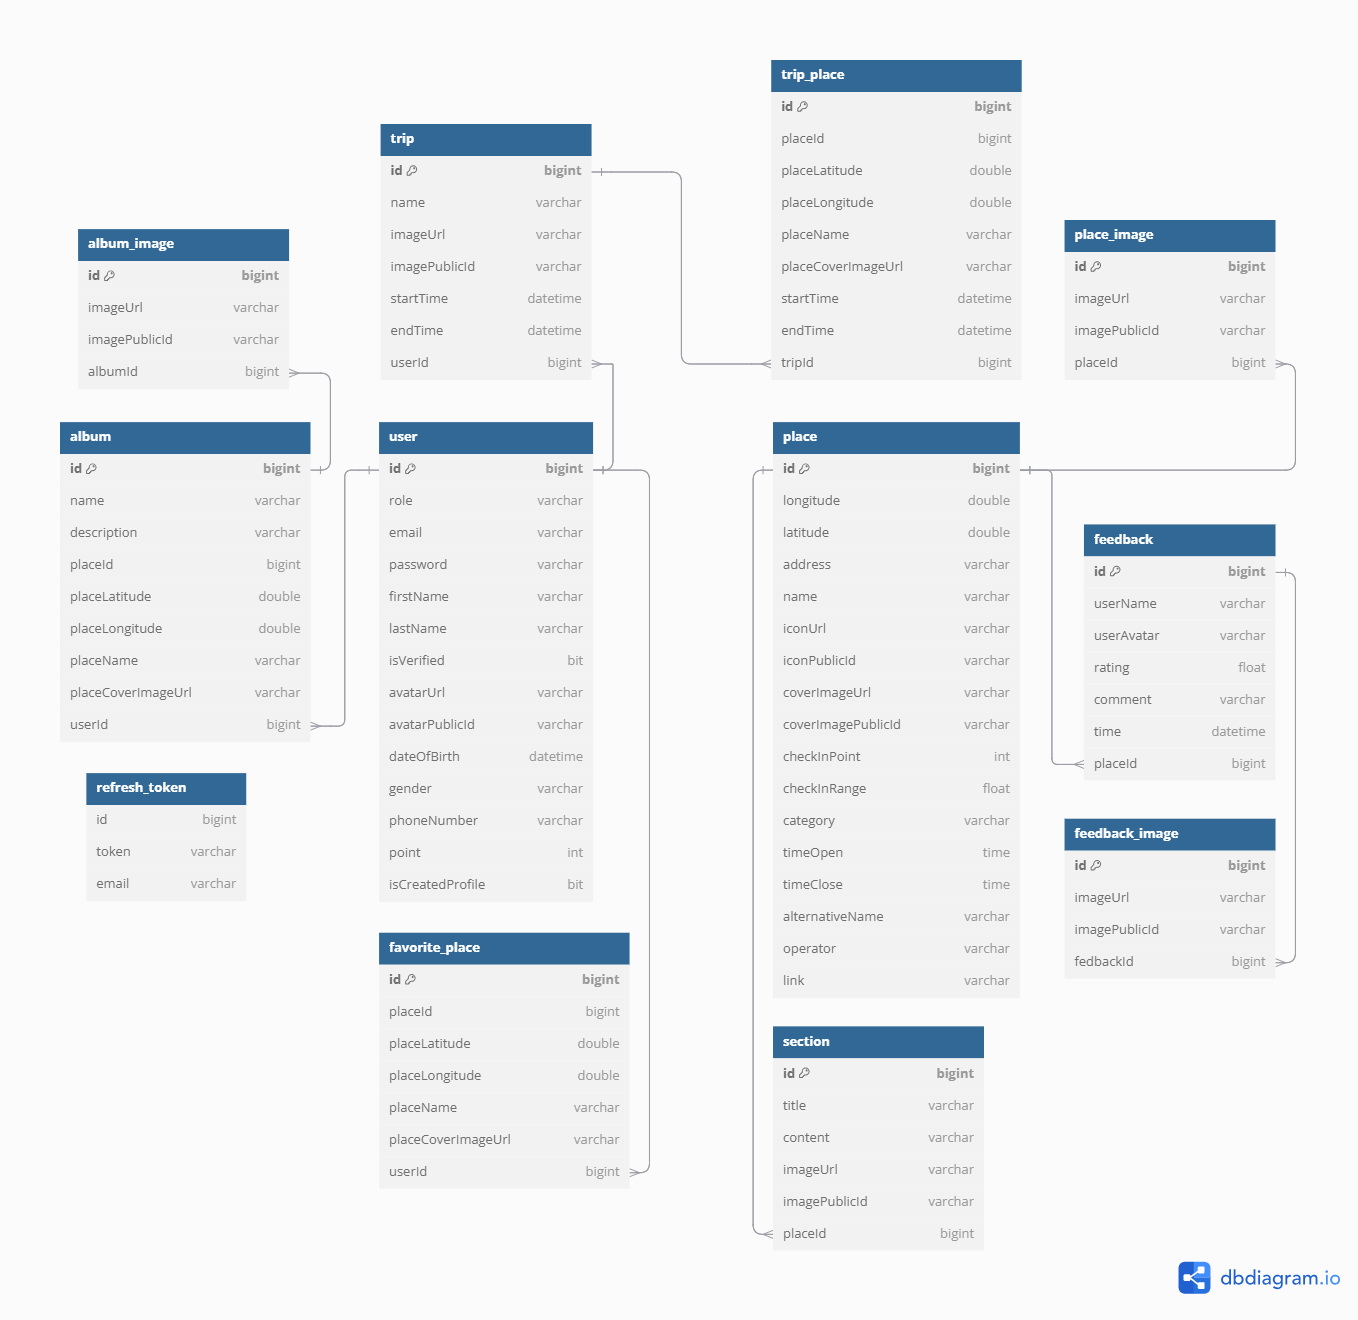 trip_place
id bigint
placeId bigint
placeLatitude double
placeLongitude double
placeName varchar
placeCoverImageUrl varchar
startTime datetime
endTime datetime
tripId bigint
trip
id bigint
name varchar
imageUrl varchar
imagePublicId varchar
startTime datetime
endTime datetime
userId bigint
place_image
id bigint
imageUrl varchar
imagePublicId varchar
placeId bigint
album_image
id bigint
imageUrl varchar
imagePublicId varchar
albumId bigint
album
id bigint
name varchar
description varchar
placeId bigint
placeLatitude double
placeLongitude double
placeName varchar
placeCoverImageUrl varchar
userId bigint
user
id bigint
role varchar
email varchar
password varchar
firstName varchar
lastName varchar
isVerified bit
avatarUrl varchar
avatarPublicId varchar
dateOfBirth datetime
gender varchar
phoneNumber varchar
point int
isCreatedProfile bit
place
id bigint
longitude double
latitude double
address varchar
name varchar
iconUrl varchar
iconPublicId varchar
coverImageUrl varchar
coverImagePublicId varchar
checkInPoint int
checkInRange float
category varchar
timeOpen time
timeClose time
alternativeName varchar
operator varchar
link varchar
feedback
id bigint
userName varchar
userAvatar varchar
rating float
comment varchar
time datetime
placeId bigint
refresh_token
id bigint
token varchar
email varchar
feedback_image
id bigint
imageUrl varchar
imagePublicId varchar
fedbackId bigint
favorite_place
id bigint
placeId bigint
placeLatitude double
placeLongitude double
placeName varchar
placeCoverImageUrl varchar
userId bigint
section
id bigint
title varchar
content varchar
imageUrl varchar
imagePublicId varchar
placeId bigint
dbdiagram.io